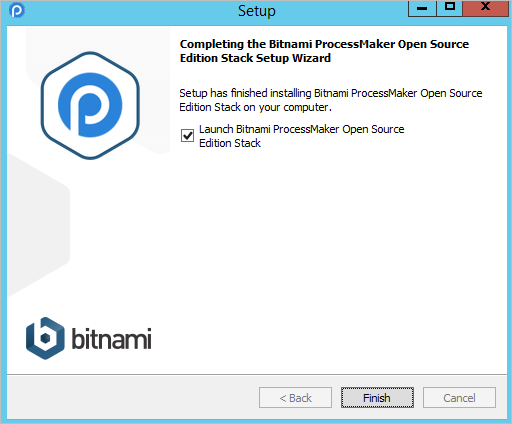 Setup
Completing the Bitnami ProcessMaker Open Source
Edition Stack Setup Wizard
Setup has finished installing Bitnami ProcessMaker Open Source
Edition Stack on your computer.
Launch Bitnami ProcessMaker Open Source
Edition Stack
bitnami
< Back
Finish
Cancel